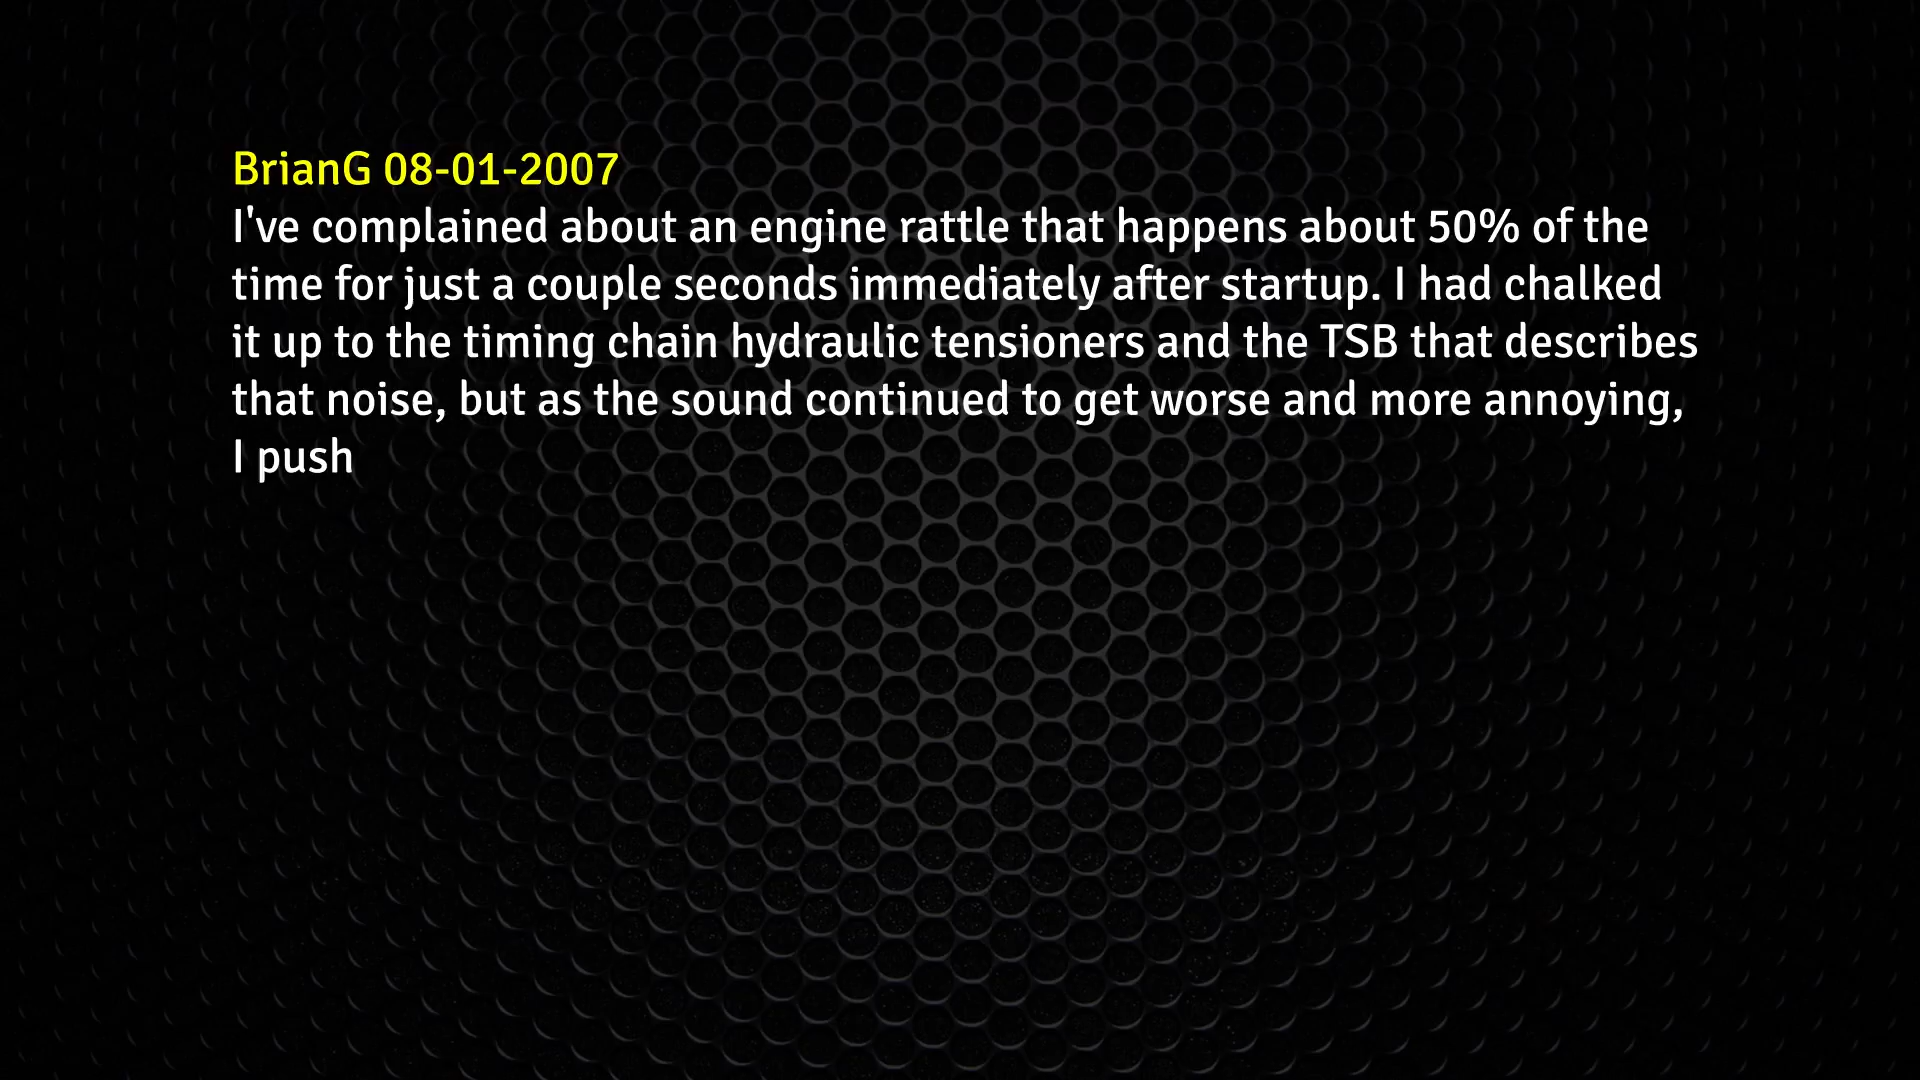 BrianG 08-01-2007
I've complained about an engine rattle that happens about 50% of the
time for just a couple seconds immediately after startup. I had chalked
it up to the timing chain hydraulic tensioners and the TSB that describes
that noise, but as the sound continued to get worse and more annoying,
I push